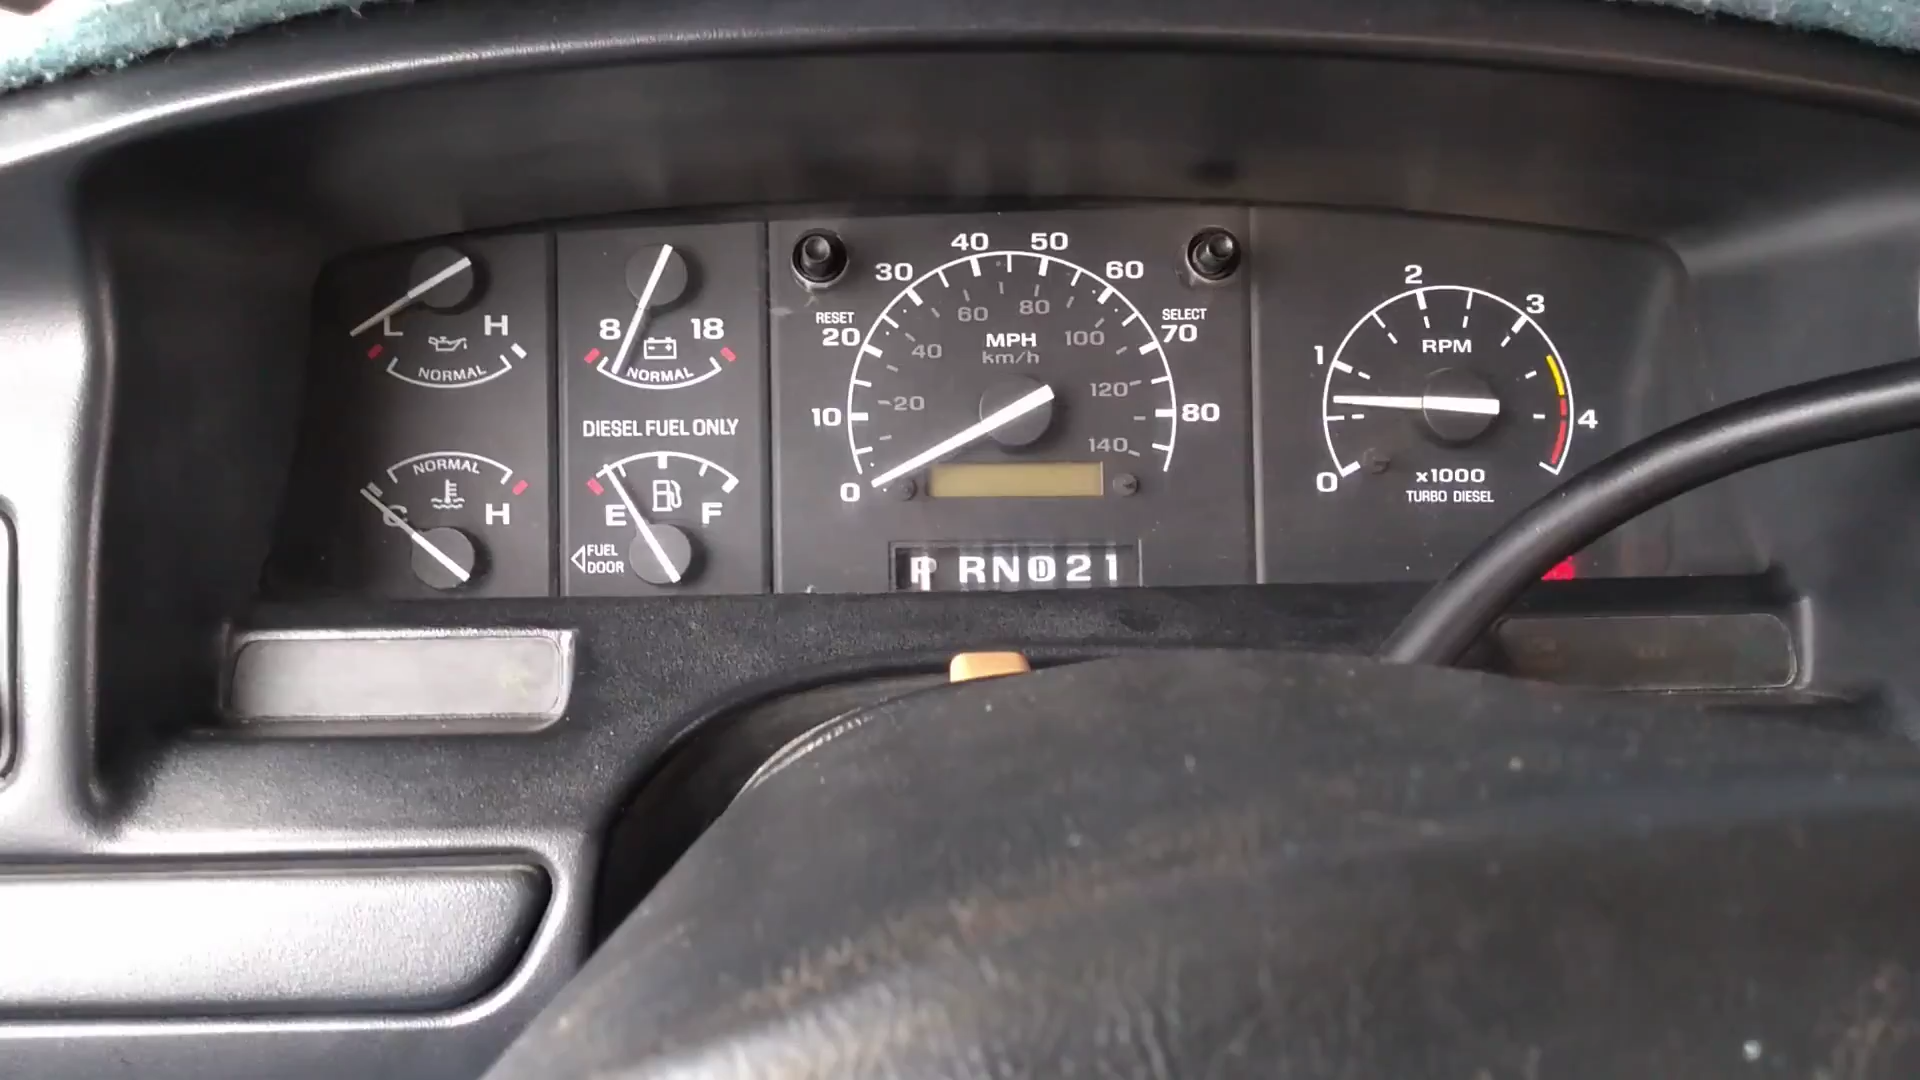 L H
NORMAL
8 18
NORMAL
DIESEL FUEL ONLY
NORMAL
C H
E F
FUEL
DOOR
RESET
SELECT
0 10 20 30 40 50 60 70 80
20 40 60 80 100 120 140
MPH
km/h
P RN D 21
0 1 2 3 4
RPM
x1000
TURBO DIESEL